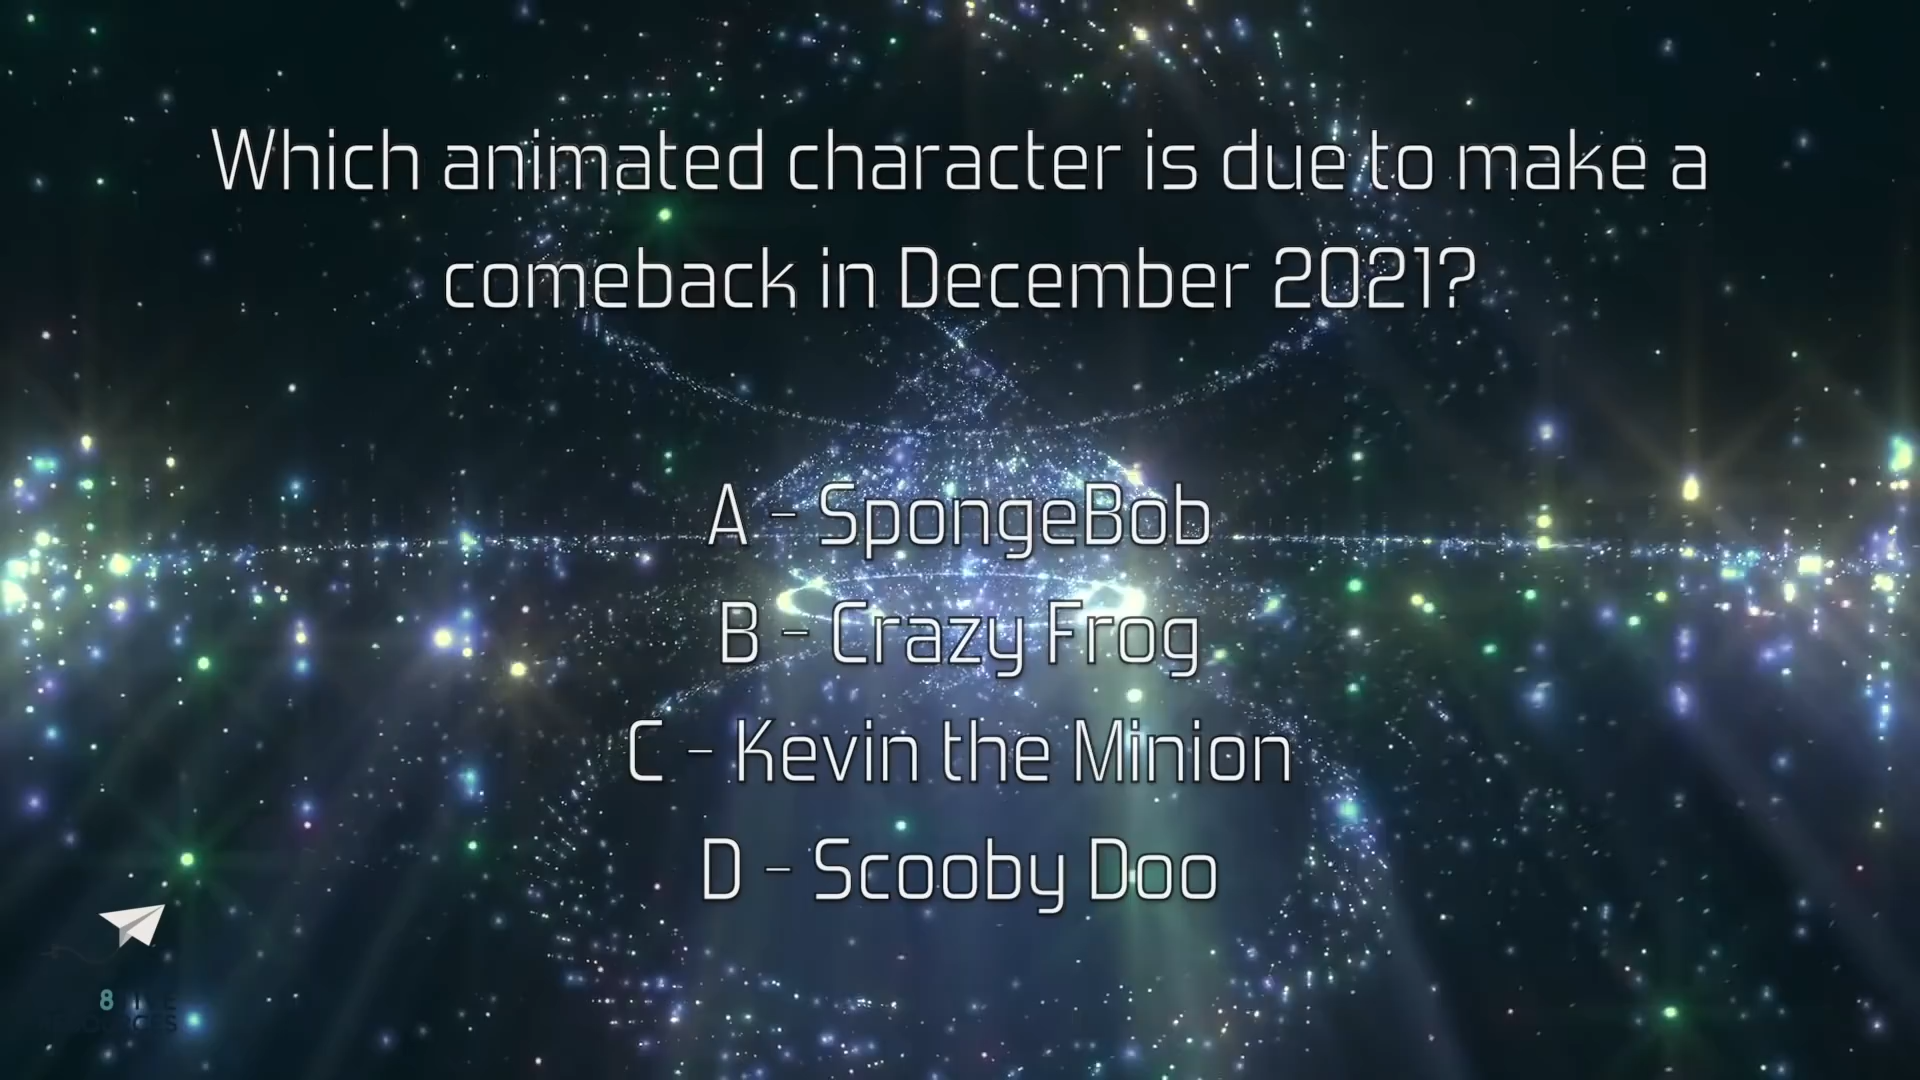 Which animated character is due to make a
comeback in December 2021?
A - SpongeBob
B - Crazy Frog
C - Kevin the Minion
D - Scooby Doo
8